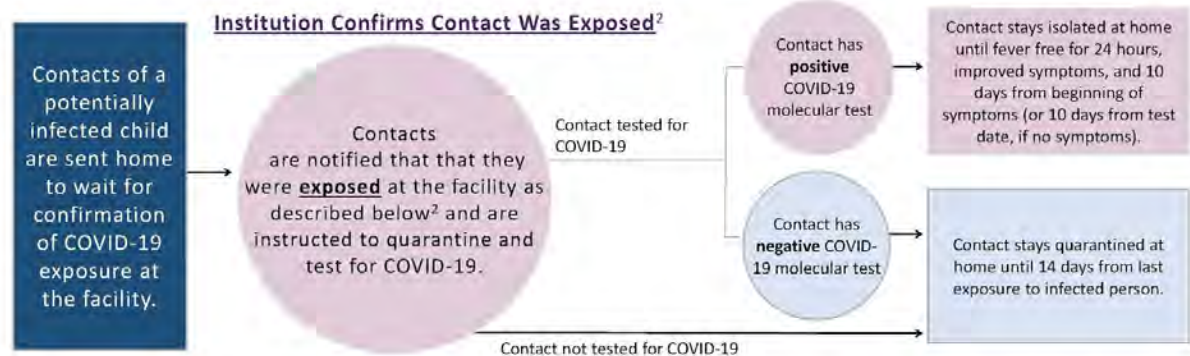 Institution Confirms Contact Was Exposed2
Contacts of a
potentially
infected child
are sent home
to wait for
confirmation
of COVID-19
exposure at
the facility.
Contacts
are notified that that they
were exposed at the facility as
described below2 and are
instructed to quarantine and
test for COVID-19.
Contact tested for
COVID-19
Contact has
positive
COVID-19
molecular test
Contact stays isolated at home
until fever free for 24 hours,
improved symptoms, and 10
days from beginning of
symptoms (or 10 days from test
date, if no symptoms).
Contact has
negative COVID-
19 molecular test
Contact stays quarantined at
home until 14 days from last
exposure to infected person.
Contact not tested for COVID-19